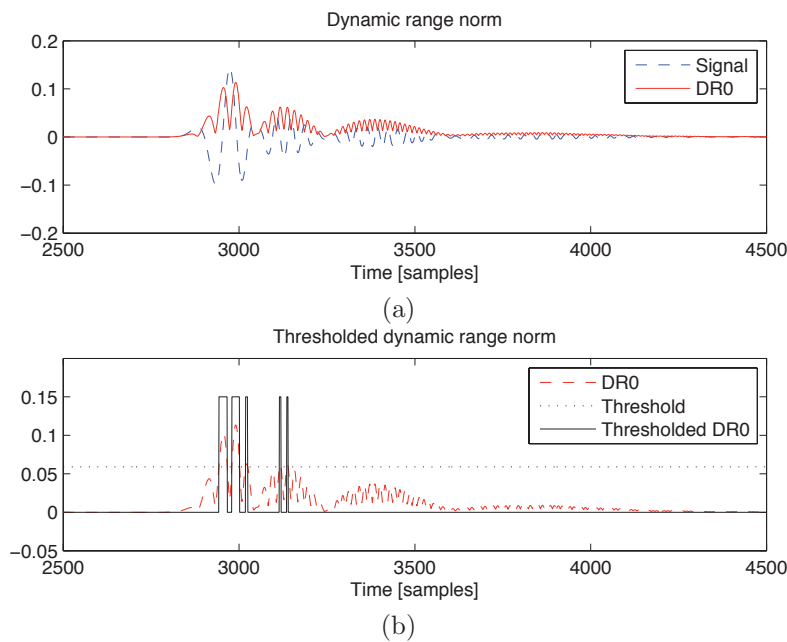 Dynamic range norm
0.2
0.1
0
−0.1
−0.2
Signal
DR0
2500 3000 3500 4000 4500
Time [samples]
(a)
Thresholded dynamic range norm
0.15
0.1
0.05
0
−0.05
DR0
Threshold
Thresholded DR0
2500 3000 3500 4000 4500
Time [samples]
(b)